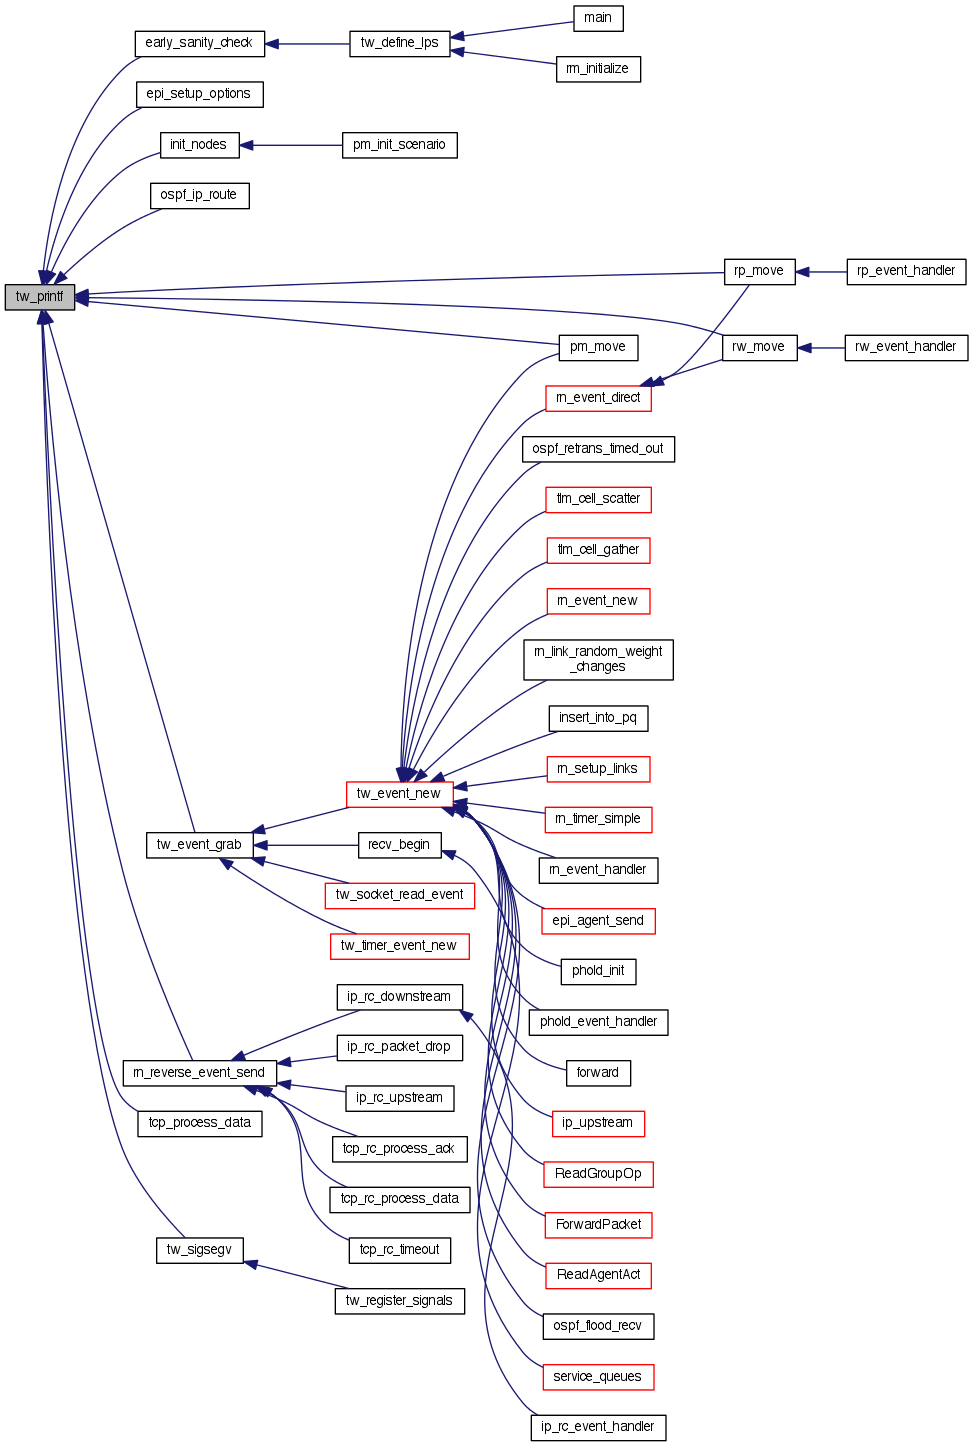 main
early_sanity_check
tw_define_lps
rm_initialize
epi_setup_options
init_nodes
pm_init_scenario
ospf_ip_route
rp_move
rp_event_handler
tw_printf
pm_move
rw_move
rw_event_handler
rn_event_direct
ospf_retrans_timed_out
tlm_cell_scatter
tlm_cell_gather
rn_event_new
rn_link_random_weight
_changes
insert_into_pq
rn_setup_links
tw_event_new
rn_timer_simple
tw_event_grab
recv_begin
rn_event_handler
tw_socket_read_event
epi_agent_send
tw_timer_event_new
phold_init
ip_rc_downstream
phold_event_handler
ip_rc_packet_drop
rn_reverse_event_send
forward
ip_rc_upstream
tcp_process_data
ip_upstream
tcp_rc_process_ack
ReadGroupOp
tcp_rc_process_data
ForwardPacket
tw_sigsegv
tcp_rc_timeout
ReadAgentAct
tw_register_signals
ospf_flood_recv
service_queues
ip_rc_event_handler